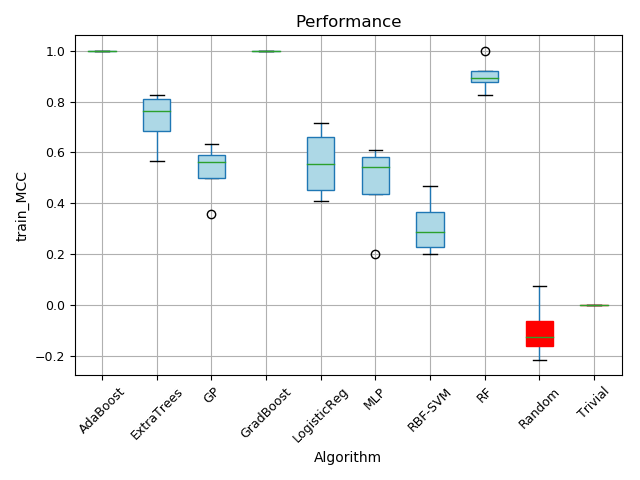 Performance
train_MCC
1.0
0.8
0.6
0.4
0.2
0.0
−0.2
AdaBoost
ExtraTrees
GP
GradBoost
LogisticReg
MLP
RBF-SVM
RF
Random
Trivial
Algorithm